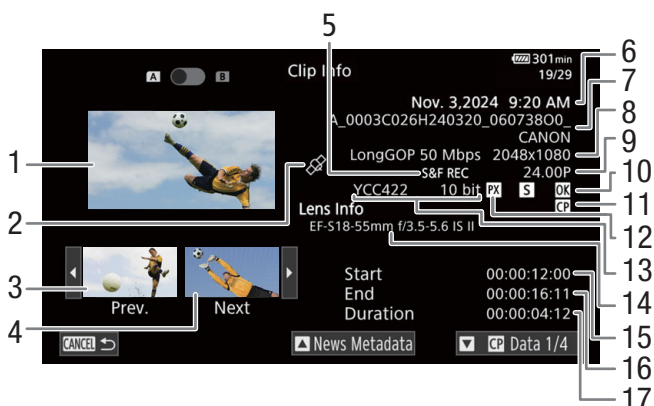 5
301min
6
A B
Clip Info
19/29
7
Nov. 3,2024 9:20 AM
8
A_0003C026H240320_060738O0_
CANON
9
LongGOP 50 Mbps 2048x1080
1
S&F REC
24.00P
10
YCC422 10 bit PX S OK
2
CP
11
Lens Info
12
EF-S18-55mm f/3.5-5.6 IS II
13
3
Start 00:00:12:00
14
End 00:00:16:11
Prev. Next
4
Duration 00:00:04:12
15
CANCEL
News Metadata
CP Data 1/4
16
17